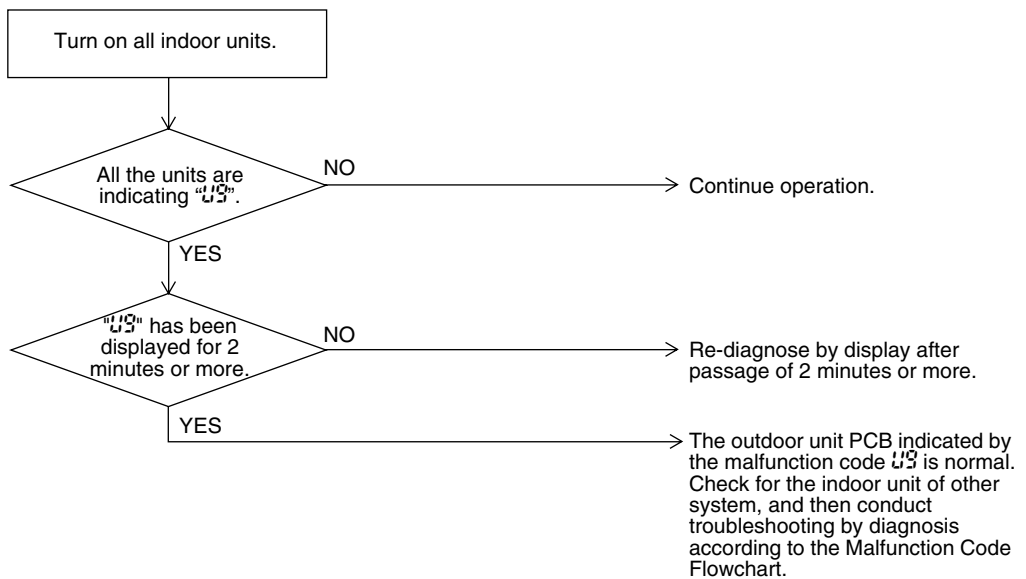 Turn on all indoor units.
All the units are
indicating “U9”.
NO
Continue operation.
YES
"U9" has been
displayed for 2
minutes or more.
NO
Re-diagnose by display after
passage of 2 minutes or more.
YES
The outdoor unit PCB indicated by
the malfunction code U9 is normal.
Check for the indoor unit of other
system, and then conduct
troubleshooting by diagnosis
according to the Malfunction Code
Flowchart.